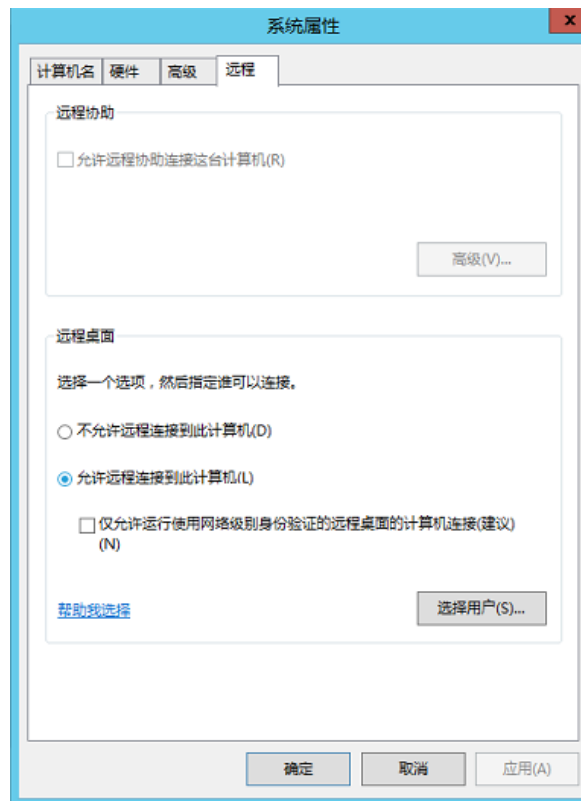 系统属性
x
计算机名 硬件 高级 远程
远程协助
允许远程协助连接这台计算机(R)
高级(V)...
远程桌面
选择一个选项，然后指定谁可以连接。
不允许远程连接到此计算机(D)
允许远程连接到此计算机(L)
仅允许运行使用网络级别身份验证的远程桌面的计算机连接(建议)
(N)
帮助我选择 选择用户(S)...
确定 取消 应用(A)